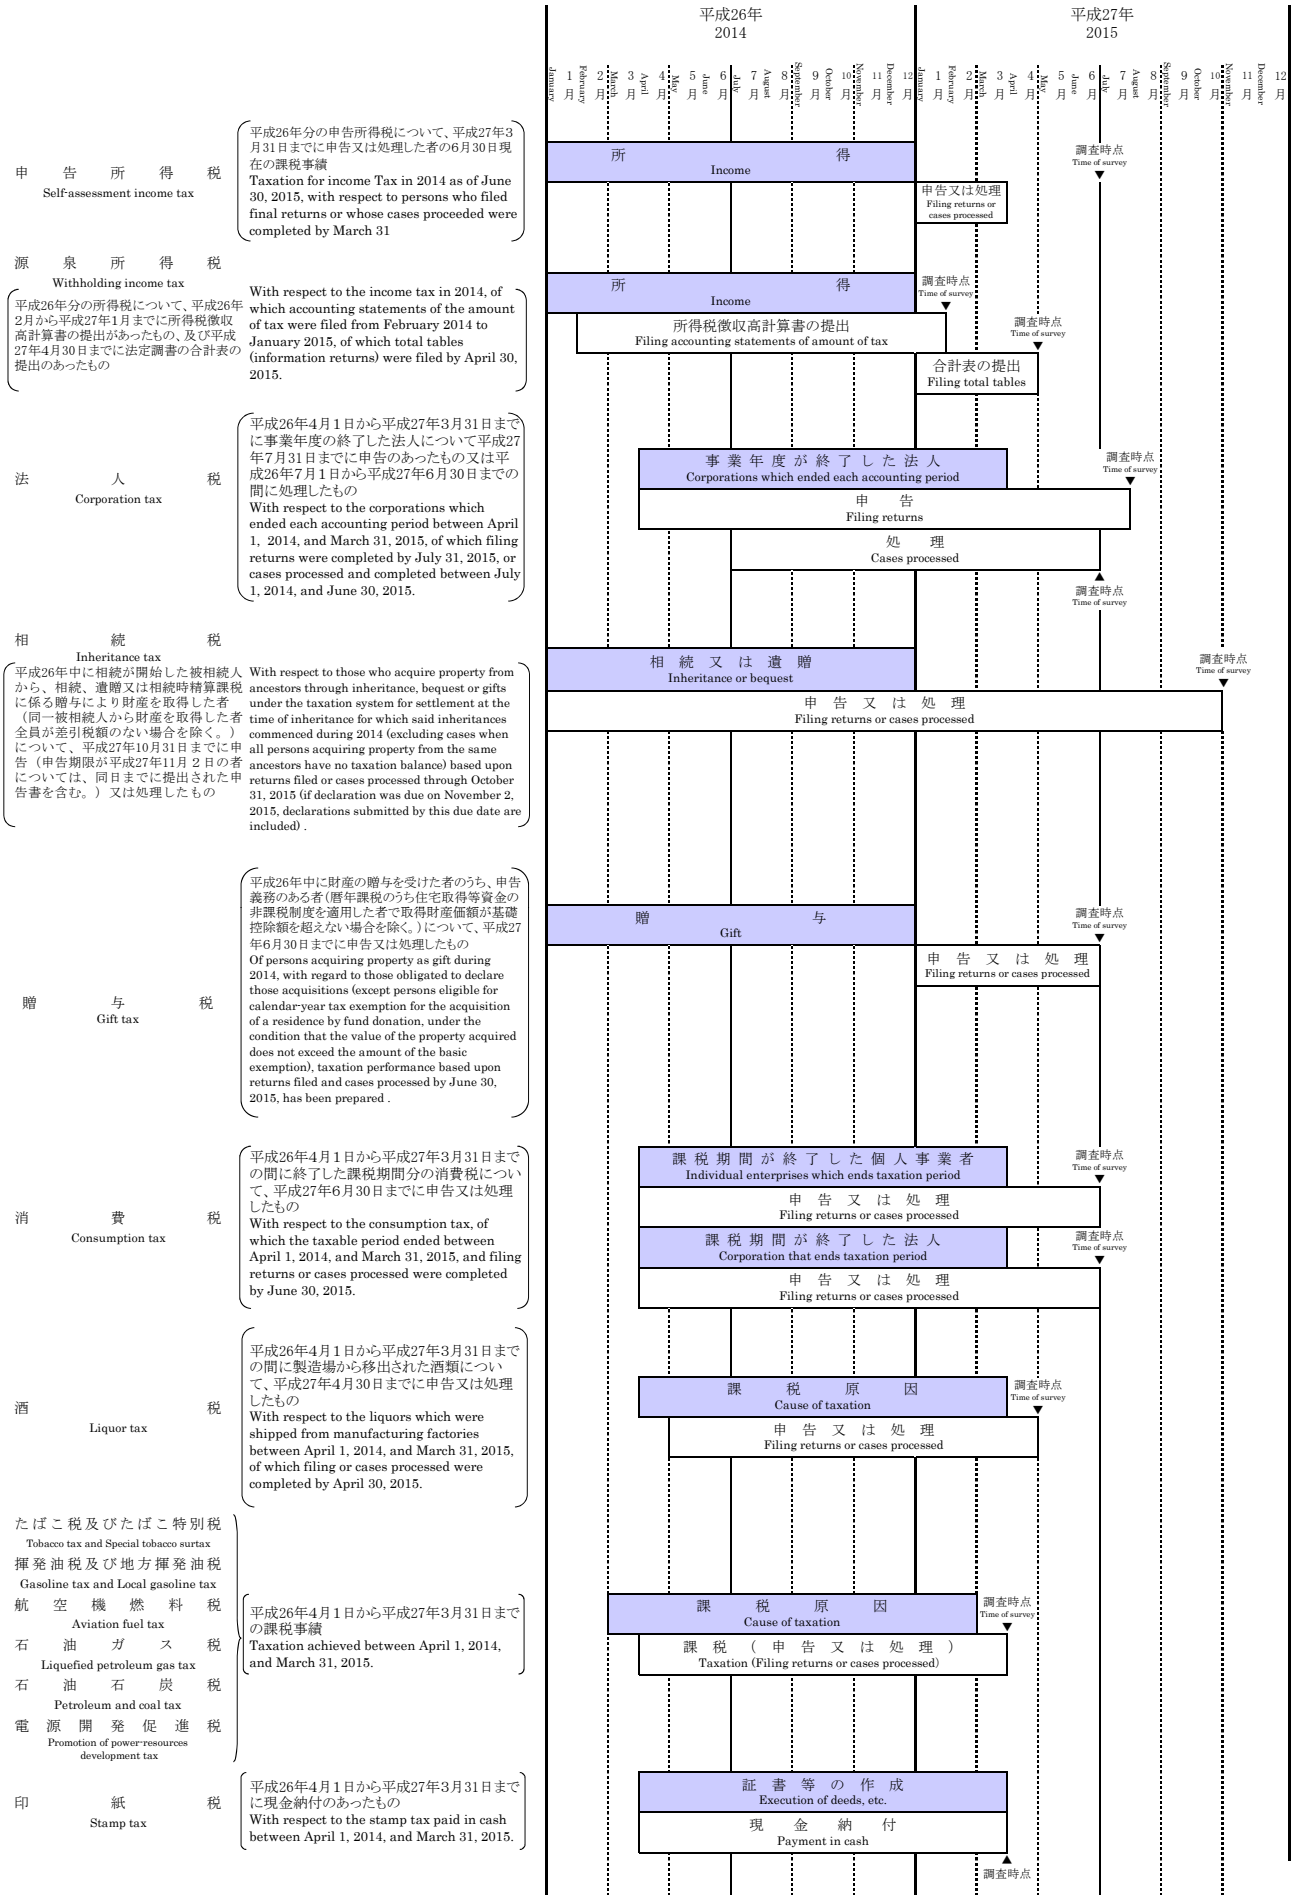 平成26年
2014
平成27年
2015
January 1月 February 2月 March 3月 April 4月 May 5月 June 6月 July 7月 August 8月 September 9月 October 10月 November 11月 December 12月
January 1月 February 2月 March 3月 April 4月 May 5月 June 6月 July 7月 August 8月 September 9月 October 10月 November 11月 December 12月
申告所得税
Self-assessment income tax
平成26年分の申告所得税について、平成27年3
月31日までに申告又は処理した者の6月30日現
在の課税事績
Taxation for income Tax in 2014 as of June
30, 2015, with respect to persons who filed
final returns or whose cases proceeded were
completed by March 31
所得
Income
申告又は処理
Filing returns or
cases processed
調査時点
Time of survey
▼
源泉所得税
Withholding income tax
平成26年分の所得税について、平成26年
2月から平成27年1月までに所得税徴収
高計算書の提出があったもの、及び平成
27年4月30日までに法定調書の合計表の
提出のあったもの
With respect to the income tax in 2014, of
which accounting statements of the amount
of tax were filed from February 2014 to
January 2015, of which total tables
(information returns) were filed by April 30,
2015.
所得
Income
調査時点
Time of survey
▼
所得税徴収高計算書の提出
Filing accounting statements of amount of tax
調査時点
Time of survey
▼
合計表の提出
Filing total tables
法人税
Corporation tax
平成26年4月1日から平成27年3月31日まで
に事業年度の終了した法人について平成27
年7月31日までに申告のあったもの又は平
成26年7月1日から平成27年6月30日までの
間に処理したもの
With respect to the corporations which
ended each accounting period between April
1, 2014, and March 31, 2015, of which filing
returns were completed by July 31, 2015, or
cases processed and completed between July
1, 2014, and June 30, 2015.
事業年度が終了した法人
Corporations which ended each accounting period
調査時点
Time of survey
▼
申告
Filing returns
処理
Cases processed
▲
調査時点
Time of survey
相続税
Inheritance tax
平成26年中に相続が開始した被相続人
から、相続、遺贈又は相続時精算課税
に係る贈与により財産を取得した者
（同一被相続人から財産を取得した者
全員が差引税額のない場合を除く。）
について、平成27年10月31日までに申
告（申告期限が平成27年11月２日の者
については、同日までに提出された申
告書を含む。）又は処理したもの
With respect to those who acquire property from
ancestors through inheritance, bequest or gifts
under the taxation system for settlement at the
time of inheritance for which said inheritances
commenced during 2014 (excluding cases when
all persons acquiring property from the same
ancestors have no taxation balance) based upon
returns filed or cases processed through October
31, 2015 (if declaration was due on November 2,
2015, declarations submitted by this due date are
included) .
相続又は遺贈
Inheritance or bequest
調査時点
Time of survey
▼
申告又は処理
Filing returns or cases processed
贈与税
Gift tax
平成26年中に財産の贈与を受けた者のうち、申告
義務のある者（暦年課税のうち住宅取得等資金の
非課税制度を適用した者で取得財産価額が基礎
控除額を超えない場合を除く。）について、平成27
年6月30日までに申告又は処理したもの
Of persons acquiring property as gift during
2014, with regard to those obligated to declare
those acquisitions (except persons eligible for
calendar-year tax exemption for the acquisition
of a residence by fund donation, under the
condition that the value of the property acquired
does not exceed the amount of the basic
exemption), taxation performance based upon
returns filed and cases processed by June 30,
2015, has been prepared .
贈与
Gift
調査時点
Time of survey
▼
申告又は処理
Filing returns or cases processed
消費税
Consumption tax
平成26年4月1日から平成27年3月31日まで
の間に終了した課税期間分の消費税につい
て、平成27年6月30日までに申告又は処理
したもの
With respect to the consumption tax, of
which the taxable period ended between
April 1, 2014, and March 31, 2015, and filing
returns or cases processed were completed
by June 30, 2015.
課税期間が終了した個人事業者
Individual enterprises which ends taxation period
調査時点
Time of survey
▼
申告又は処理
Filing returns or cases processed
課税期間が終了した法人
Corporation that ends taxation period
調査時点
Time of survey
▼
申告又は処理
Filing returns or cases processed
酒税
Liquor tax
平成26年4月1日から平成27年3月31日まで
の間に製造場から移出された酒類につい
て、平成27年4月30日までに申告又は処理
したもの
With respect to the liquors which were
shipped from manufacturing factories
between April 1, 2014, and March 31, 2015,
of which filing or cases processed were
completed by April 30, 2015.
課税原因
Cause of taxation
調査時点
Time of survey
▼
申告又は処理
Filing returns or cases processed
たばこ税及びたばこ特別税
Tobacco tax and Special tobacco surtax
揮発油税及び地方揮発油税
Gasoline tax and Local gasoline tax
航空機燃料税
Aviation fuel tax
石油ガス税
Liquefied petroleum gas tax
石油石炭税
Petroleum and coal tax
電源開発促進税
Promotion of power-resources
development tax
平成26年4月1日から平成27年3月31日まで
の課税事績
Taxation achieved between April 1, 2014,
and March 31, 2015.
課税原因
Cause of taxation
調査時点
Time of survey
▼
課税（申告又は処理）
Taxation (Filing returns or cases processed)
印紙税
Stamp tax
平成26年4月1日から平成27年3月31日まで
に現金納付のあったもの
With respect to the stamp tax paid in cash
between April 1, 2014, and March 31, 2015.
証書等の作成
Execution of deeds, etc.
現金納付
Payment in cash
▲
調査時点